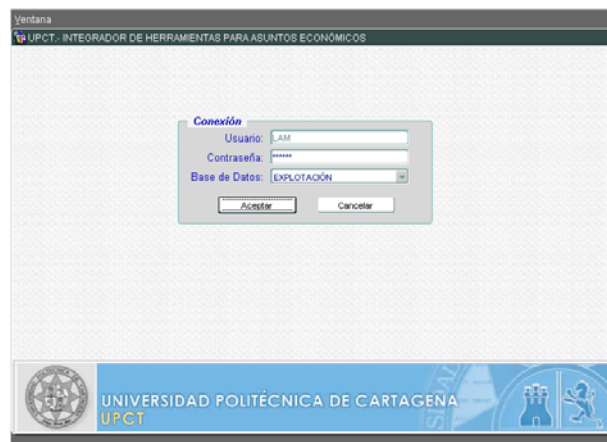 Ventana
UPCT.- INTEGRADOR DE HERRAMIENTAS PARA ASUNTOS ECONÓMICOS
Conexión
Usuario: LAM
Contraseña: ******
Base de Datos: EXPLOTACIÓN
Aceptar Cancelar
UNIVERSIDAD POLITÉCNICA DE CARTAGENA
UPCT